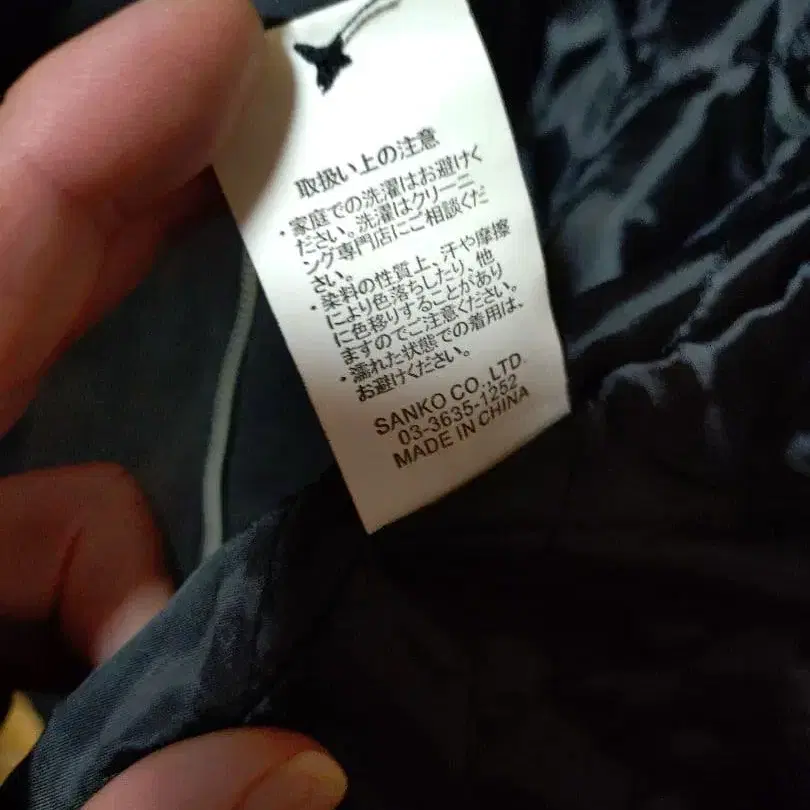 取扱い上の注意
・家庭での洗濯はお避けく
ださい。洗濯はクリーニ
ング専門店にご相談くだ
さい。
・染料の性質上、汗や摩擦
により色落ちしたり、他
に色移りすることがあり
ますのでご注意ください。
・濡れた状態での着用は、
お避けください。
SANKO CO.,LTD.
03-3635-1252
MADE IN CHINA